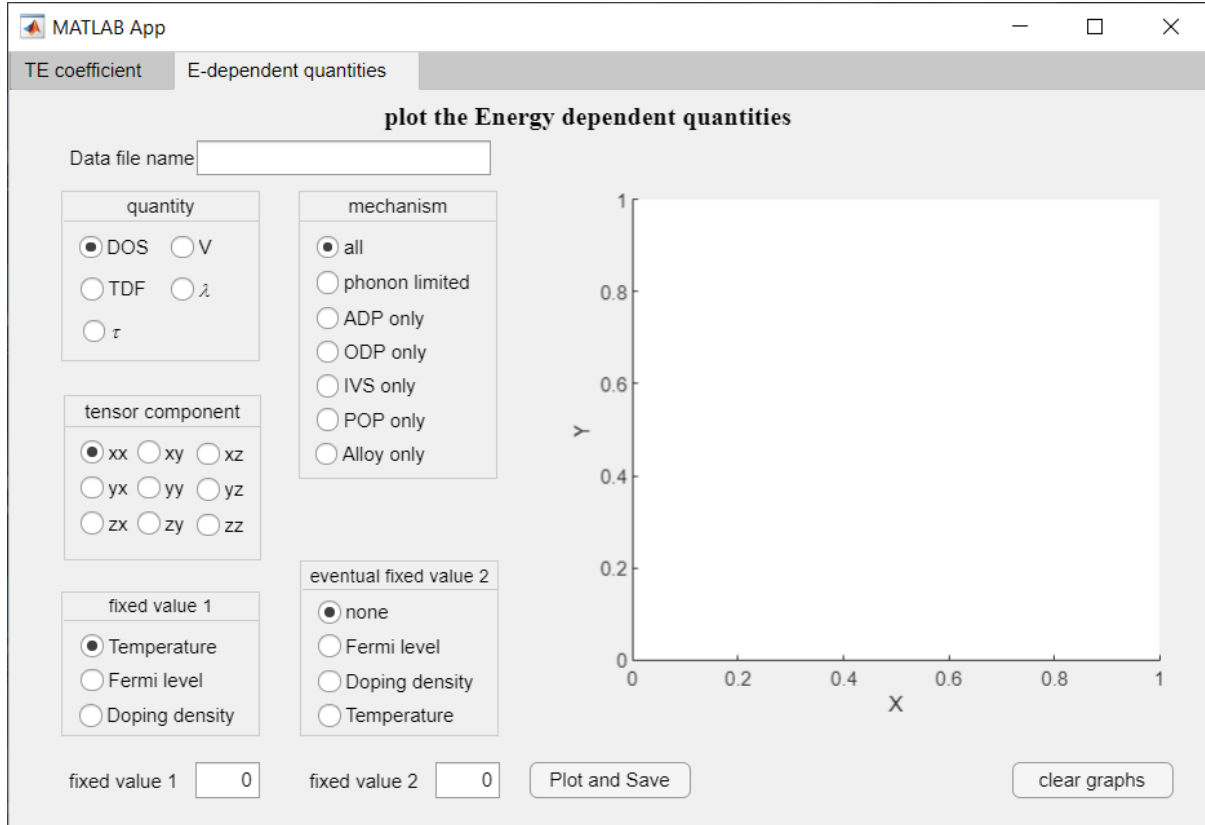 MATLAB App
TE coefficient
E-dependent quantities
plot the Energy dependent quantities
Data file name
quantity
DOS
V
TDF
λ
τ
mechanism
all
phonon limited
ADP only
ODP only
IVS only
POP only
Alloy only
tensor component
xx xy xz
yx yy yz
zx zy zz
fixed value 1
Temperature
Fermi level
Doping density
eventual fixed value 2
none
Fermi level
Doping density
Temperature
fixed value 1 0
fixed value 2 0
Plot and Save
clear graphs
1
0.8
0.6
0.4
0.2
0
Y
0 0.2 0.4 0.6 0.8 1
X